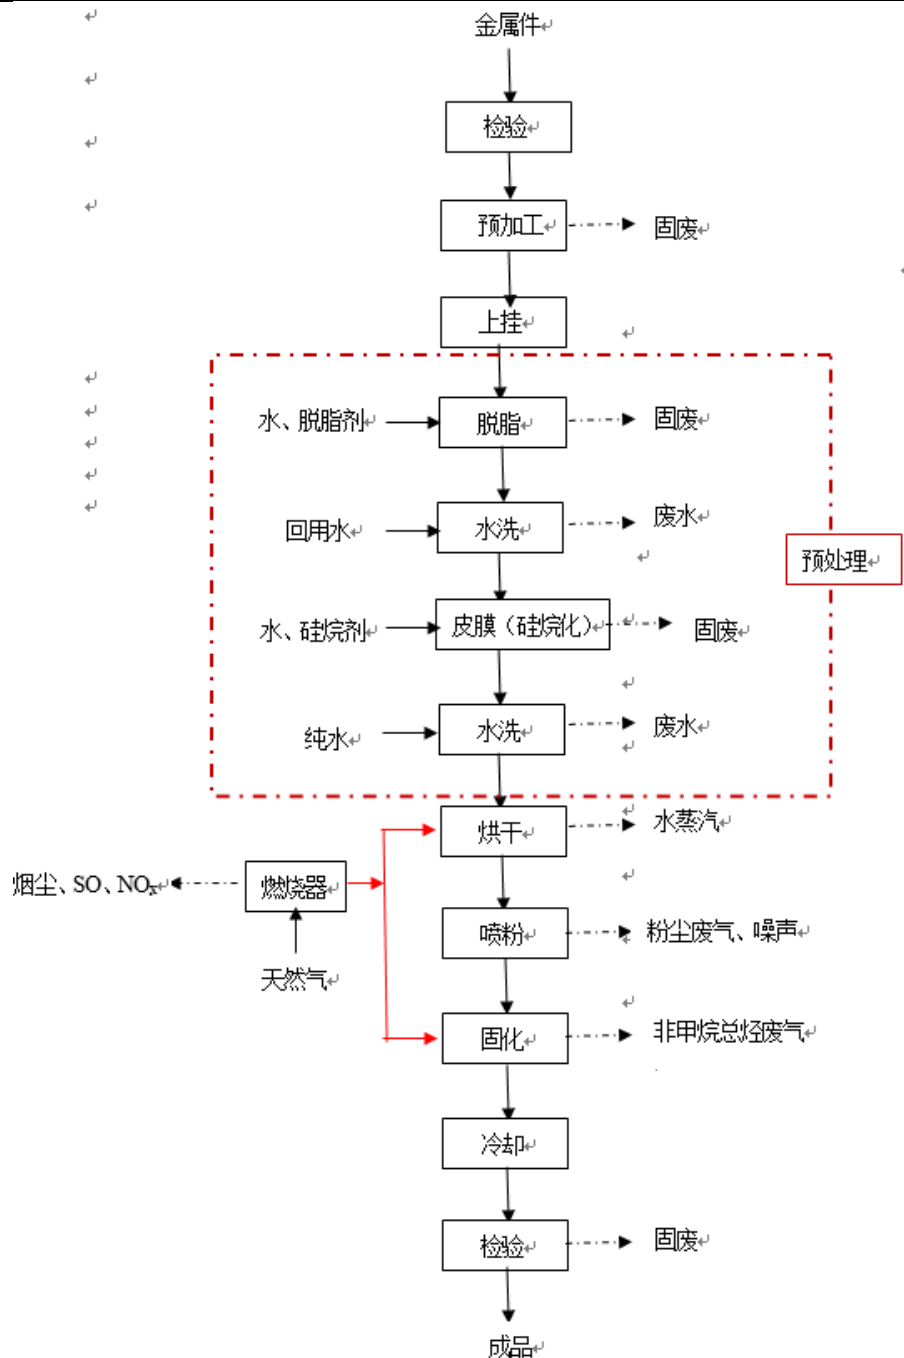 金属件
检验
预加工
固废
上挂
水、脱脂剂
脱脂
固废
回用水
水洗
废水
预处理
水、硅烷剂
皮膜（硅烷化）
固废
纯水
水洗
废水
烘干
水蒸汽
烟尘、SO、NOx
燃烧器
喷粉
粉尘废气、噪声
天然气
固化
非甲烷总烃废气
冷却
检验
固废
成品